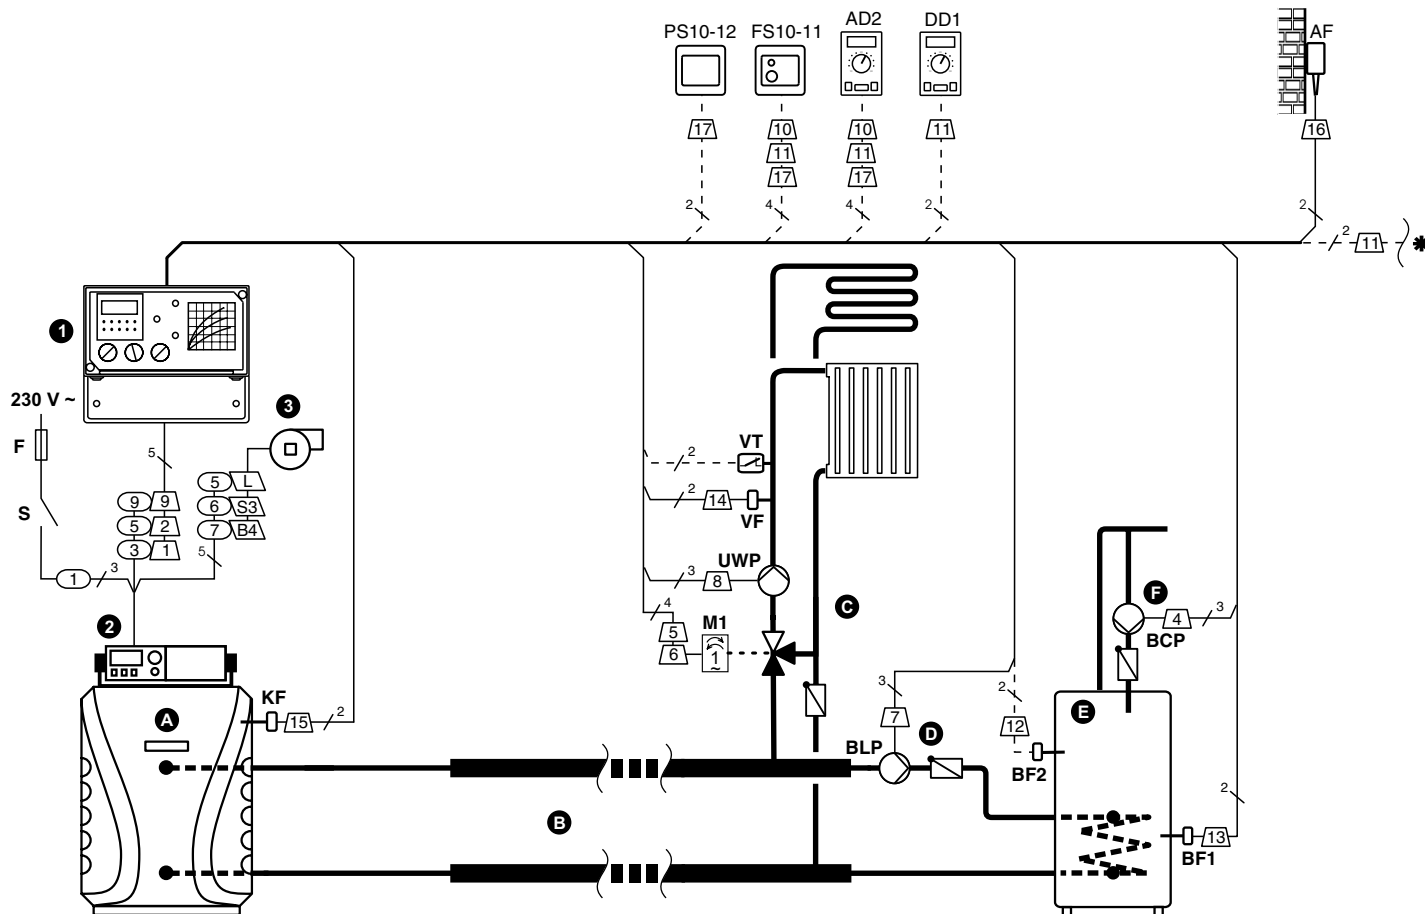 PS10-12 FS10-11 AD2 DD1 AF
17 10 10 11 16
11 11
17 17
2 4 4 2 2
2 11 *
1
230 V ~
3
F
5
VT
2
S
9 9 5 L
5 2 6 S3
3 1 7 B4
2 14
VF
1 3 5
UWP
3 8
F
4 3
BCP
2
4
5
6
M1
1
~
C
3
7
2
12
E
A
KF
15 2
BLP
D
BF2
B
2
13
BF1